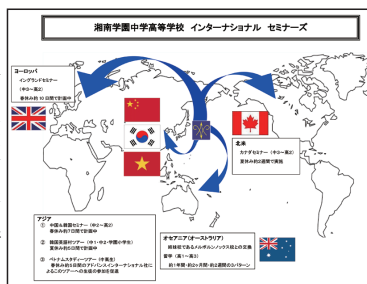 湘南学園中学高等学校 インターナショナル セミナーズ
ヨーロッパ
イングランドセミナー
（中3～高2）
春休み約10日間で計画中
北米
カナダセミナー（中3～高2）
夏休み約2週間で実施
アジア
① 中国&韓国セミナー（中2～高2）
春休み約7日間で計画中
② 韓国英語村ツアー（中1・中2・学園小学生）
夏休み約5日間で計画中
③ ベトナムスタディーツアー（中高生）
春休み約8日間のアドバンスインターナショナル社に
よるこのツアーへの生徒の参加を促進
オセアニア（オーストラリア）
姉妹校であるメルボルンノックス校との交換
留学（高1～高2）
約1年間・約2ヶ月間・約2週間の3パターン